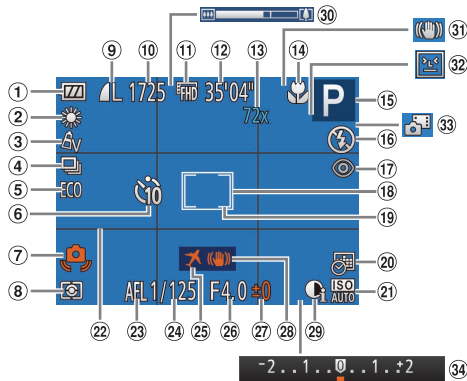 ㉚
⑨ ⑩ ⑪ ⑫ ⑬ ⑭ ㉛
① L 1725 FHD 35'04" P ⑮ ㉜
② 72x ㉝
③ Av ⑯
④ ⑰
⑤ ECO ⑱
⑥ 10 ⑲
⑦ ⑳
⑧ ISO AUTO ㉑
AFL 1/125 F4.0 ±0 i
㉒ ㉓ ㉔ ㉕ ㉖ ㉗ ㉘ ㉙
-2..1..0..1..+2 ㉞